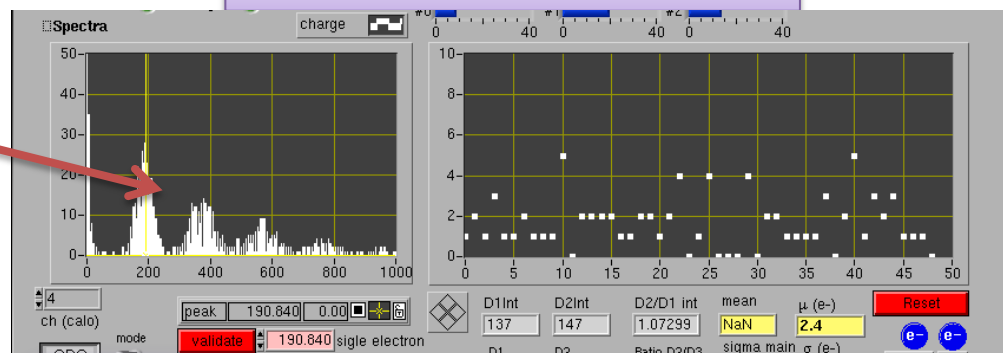 #0 #1 #2
Spectra charge
0 40 0 40 0 40
50
40
30
20
10
0
0 200 400 600 800 1000
10
8
6
4
2
0
0 5 10 15 20 25 30 35 40 45 50
4
ch (calo)
mode
peak 190.840 0.00
validate 190.840 sigle electron
D1Int D2Int D2/D1 int mean µ (e-)
137 147 1.07299 NaN 2.4
Reset
e- e-
sigma main σ (e-)